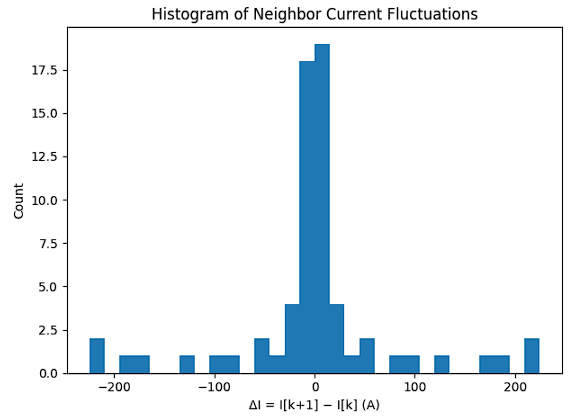 Histogram of Neighbor Current Fluctuations
17.5
15.0
12.5
10.0
7.5
5.0
2.5
0.0
Count
−200 −100 0 100 200
ΔI = I[k+1] − I[k] (A)